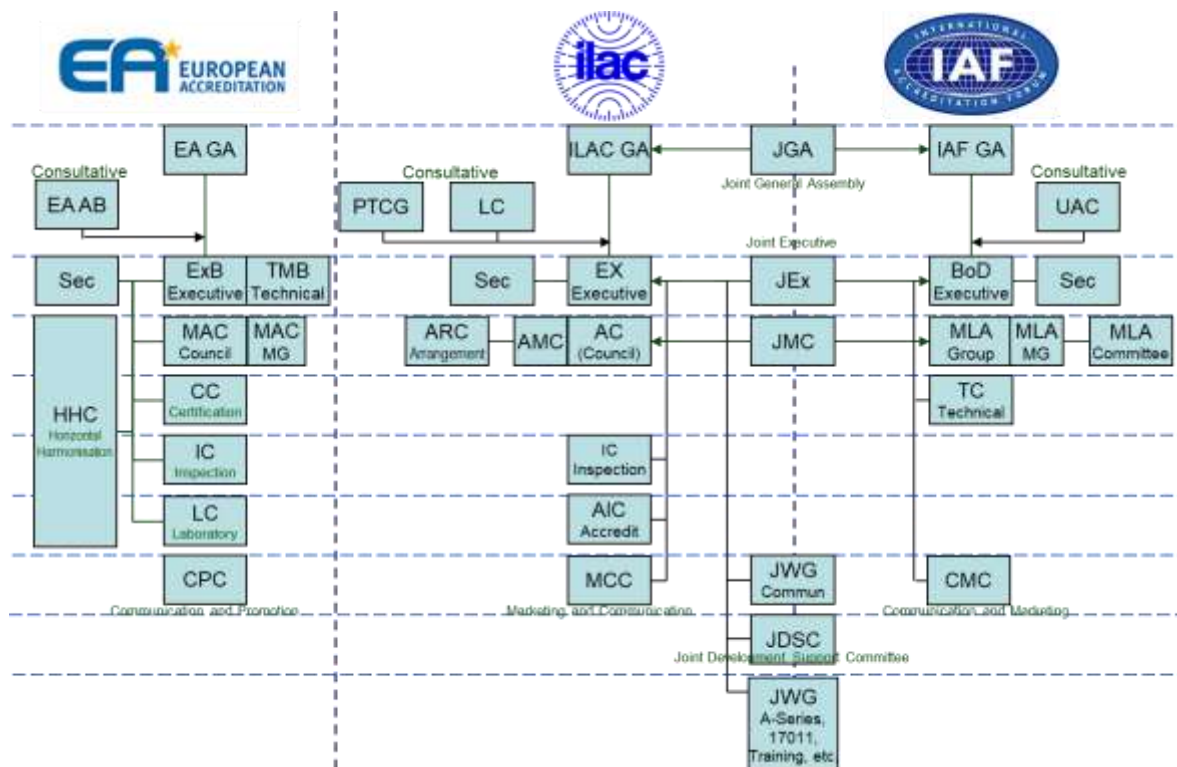 EA EUROPEAN
ACCREDITATION
ilac
INTERNATIONAL
IAF
ACCREDITATION FORUM
EA GA
ILAC GA
JGA
IAF GA
Joint General Assembly
Consultative
EA AB
Consultative
PTCG
LC
Consultative
UAC
Joint Executive
Sec
ExB
Executive
TMB
Technical
Sec
EX
Executive
JEx
BoD
Executive
Sec
MAC
Council
MAC
MG
ARC
Arrangement
AMC
AC
(Council)
JMC
MLA
Group
MLA
MG
MLA
Committee
HHC
Horizontal
Harmonisation
CC
Certification
TC
Technical
IC
Inspection
IC
Inspection
LC
Laboratory
AIC
Accredit
CPC
Communication and Promotion
MCC
Marketing and Communication
JWG
Commun
CMC
Communication and Marketing
JDSC
Joint Development Support Committee
JWG
A-Series,
17011,
Training, etc